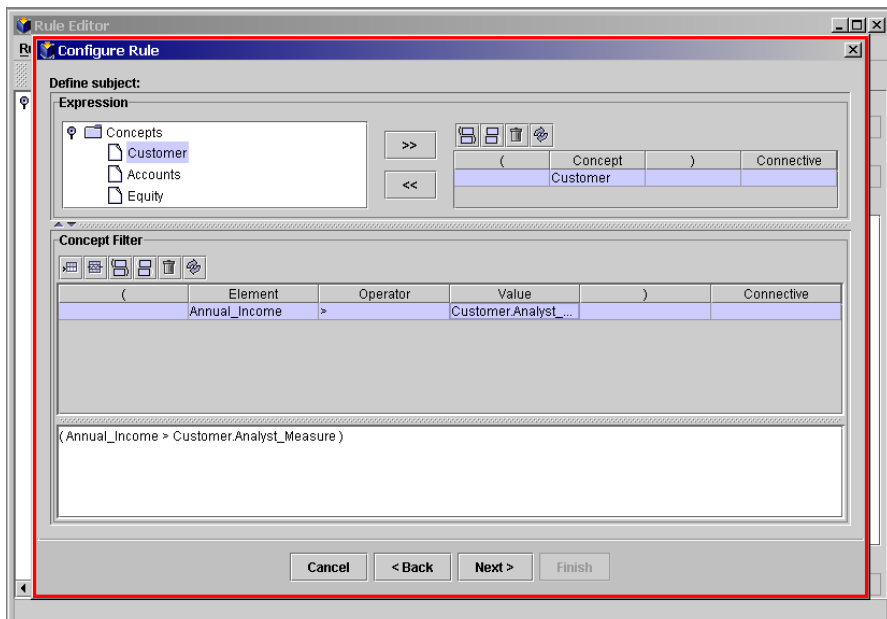 Rule Editor
Configure Rule
Define subject:
Expression
Concepts
Customer
Accounts
Equity
>>
<<
( Concept ) Connective
Customer
Concept Filter
( Element Operator Value ) Connective
Annual_Income > Customer.Analyst_...
( Annual_Income > Customer.Analyst_Measure )
Cancel < Back Next > Finish